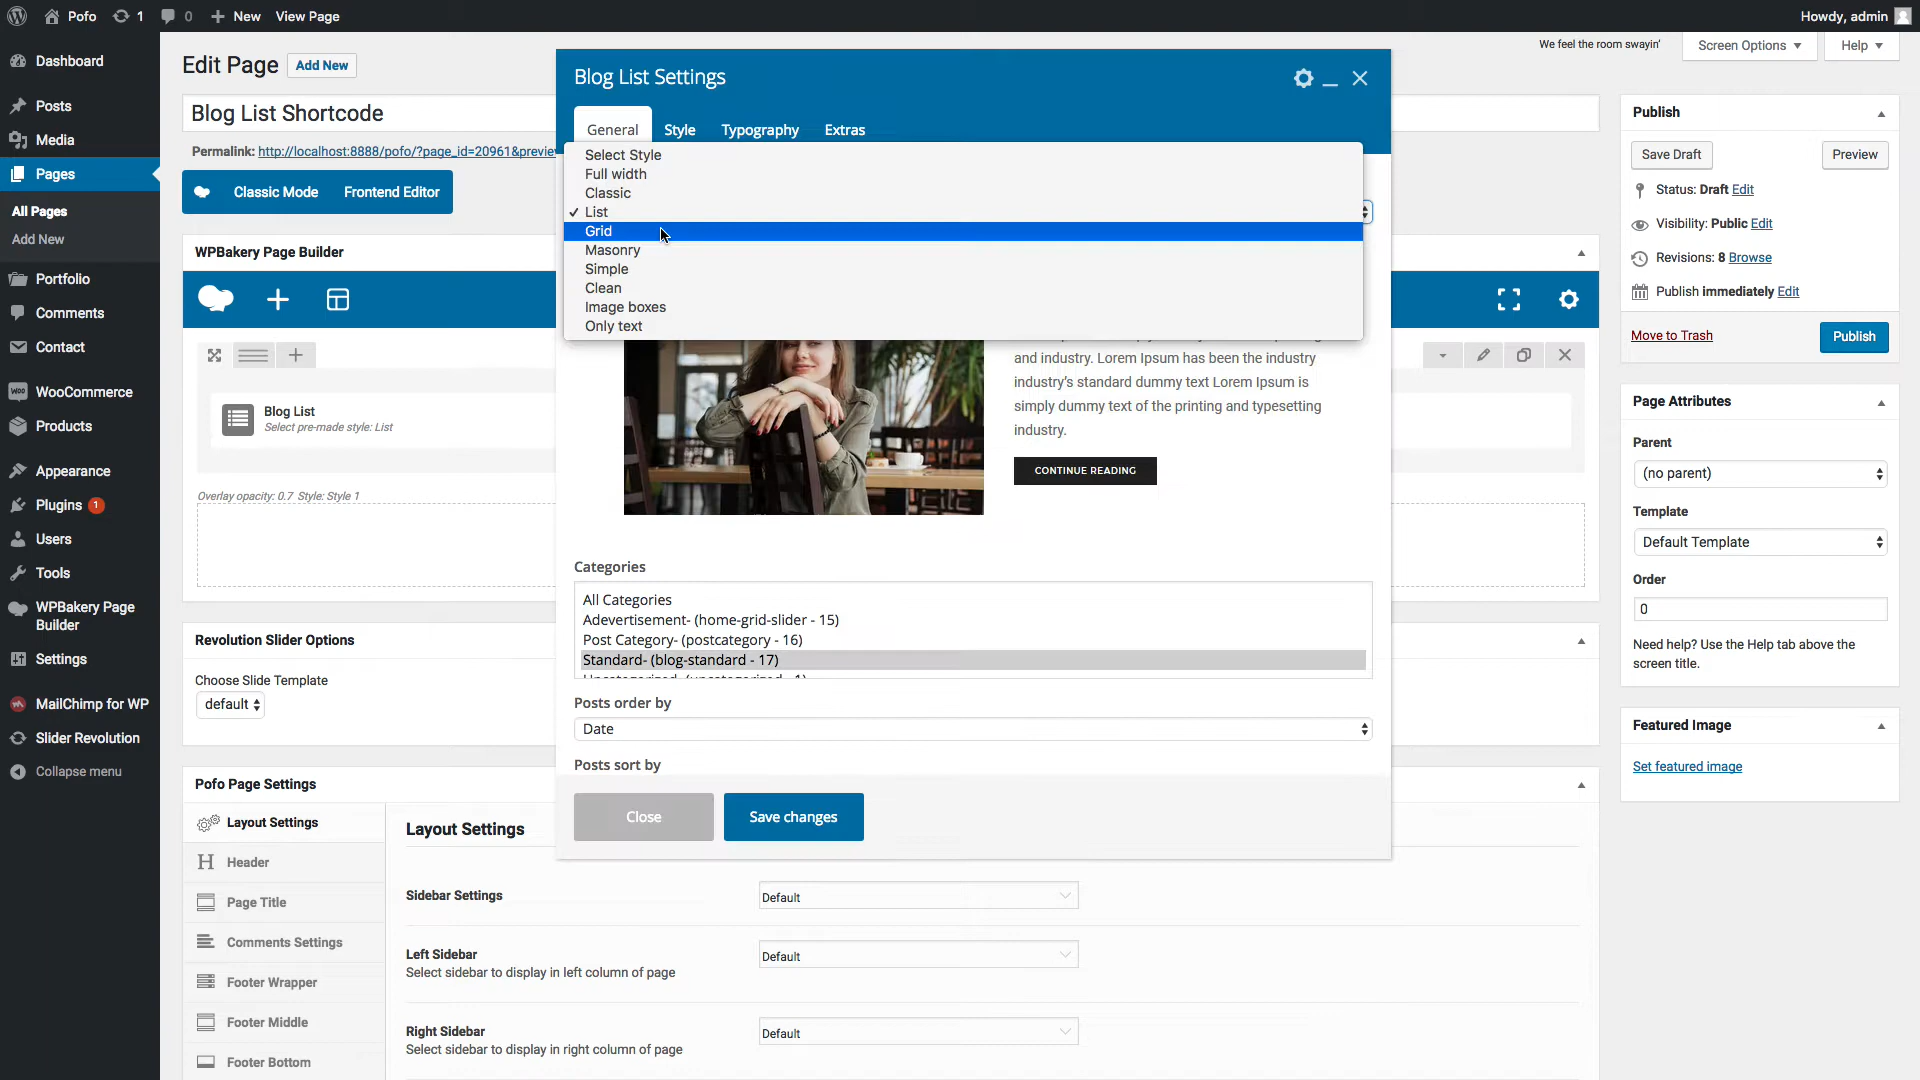 Pofo
1
0
New
View Page
Howdy, admin
Dashboard
Posts
Media
Pages
All Pages
Add New
Portfolio
Comments
Contact
WooCommerce
Products
Appearance
Plugins 1
Users
Tools
WPBakery Page
Builder
Settings
MailChimp for WP
Slider Revolution
Collapse menu
We feel the room swayin'
Screen Options
Help
Edit Page
Add New
Blog List Shortcode
Permalink: http://localhost:8888/pofo/?page_id=20961&previe
Classic Mode
Frontend Editor
WPBakery Page Builder
Blog List
Select pre-made style: List
Overlay opacity: 0.7 Style: Style 1
Revolution Slider Options
Choose Slide Template
default
Pofo Page Settings
Layout Settings
Header
Page Title
Comments Settings
Footer Wrapper
Footer Middle
Footer Bottom
Layout Settings
Sidebar Settings
Default
Left Sidebar
Select sidebar to display in left column of page
Default
Right Sidebar
Select sidebar to display in right column of page
Default
Blog List Settings
General
Style
Typography
Extras
Select Style
Full width
Classic
✓ List
Grid
Masonry
Simple
Clean
Image boxes
Only text
and industry. Lorem Ipsum has been the industry
industry's standard dummy text Lorem Ipsum is
simply dummy text of the printing and typesetting
industry.
CONTINUE READING
Categories
All Categories
Adevertisement- (home-grid-slider - 15)
Post Category- (postcategory - 16)
Standard- (blog-standard - 17)
Uncategorized- (uncategorized - 1)
Posts order by
Date
Posts sort by
Close
Save changes
Publish
Save Draft
Preview
Status: Draft Edit
Visibility: Public Edit
Revisions: 8 Browse
Publish immediately Edit
Move to Trash
Publish
Page Attributes
Parent
(no parent)
Template
Default Template
Order
0
Need help? Use the Help tab above the
screen title.
Featured Image
Set featured image